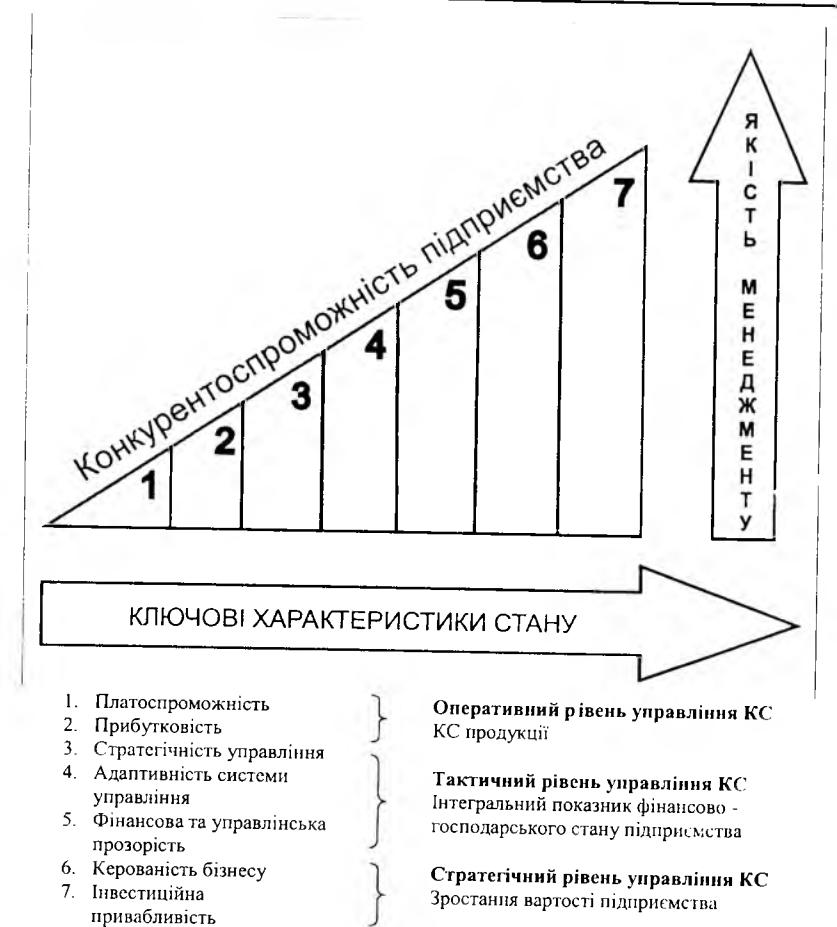 Конкурентоспроможність підприємства
1
2
3
4
5
6
7
ЯКІСТЬ МЕНЕДЖМЕНТУ
КЛЮЧОВІ ХАРАКТЕРИСТИКИ СТАНУ
1. Платоспроможність
2. Прибутковість
3. Стратегічність управління
4. Адаптивність системи
управління
5. Фінансова та управлінська
прозорість
6. Керованість бізнесу
7. Інвестиційна
привабливість
Оперативний рівень управління КС
КС продукції
Тактичний рівень управління КС
Інтегральний показник фінансово -
господарського стану підприємства
Стратегічний рівень управління КС
Зростання вартості підприємства